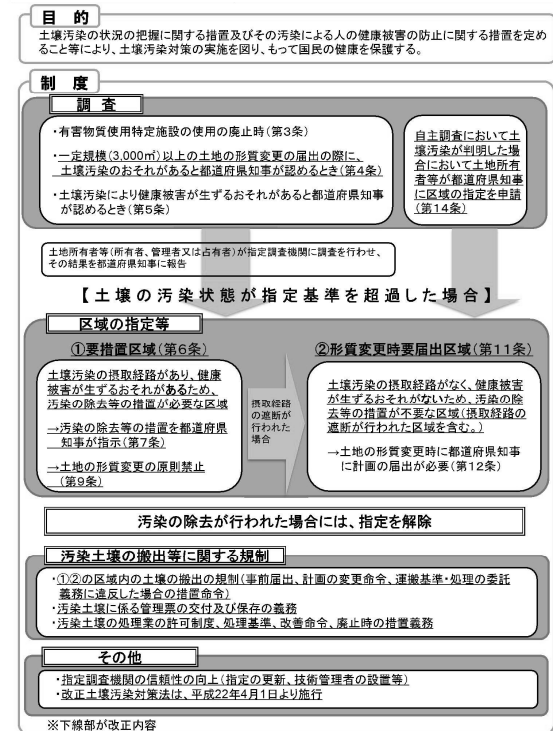 目 的
土壌汚染の状況の把握に関する措置及びその汚染による人の健康被害の防止に関する措置を定め
ること等により、土壌汚染対策の実施を図り、もって国民の健康を保護する。
制 度
調 査
・有害物質使用特定施設の使用の廃止時(第3条)
・一定規模(3,000㎡)以上の土地の形質変更の届出の際に、
土壌汚染のおそれがあると都道府県知事が認めるとき(第4条)
・土壌汚染により健康被害が生ずるおそれがあると都道府県知事
が認めるとき(第5条)
自主調査において土
壌汚染が判明した場
合において土地所有
者等が都道府県知事
に区域の指定を申請
(第14条)
土地所有者等(所有者、管理者又は占有者)が指定調査機関に調査を行わせ、
その結果を都道府県知事に報告
【土壌の汚染状態が指定基準を超過した場合】
区域の指定等
①要措置区域(第6条)
土壌汚染の摂取経路があり、健康
被害が生ずるおそれがあるため、
汚染の除去等の措置が必要な区域
→汚染の除去等の措置を都道府県
知事が指示(第7条)
→土地の形質変更の原則禁止
(第9条)
摂取経路
の遮断が
行われた
場合
②形質変更時要届出区域(第11条)
土壌汚染の摂取経路がなく、健康被害
が生ずるおそれがないため、汚染の除
去等の措置が不要な区域(摂取経路の
遮断が行われた区域を含む。)
→土地の形質変更時に都道府県知事
に計画の届出が必要(第12条)
汚染の除去が行われた場合には、指定を解除
汚染土壌の搬出等に関する規制
・①②の区域内の土壌の搬出の規制(事前届出、計画の変更命令、運搬基準・処理の委託
義務に違反した場合の措置命令)
・汚染土壌に係る管理票の交付及び保存の義務
・汚染土壌の処理業の許可制度、処理基準、改善命令、廃止時の措置義務
その他
・指定調査機関の信頼性の向上(指定の更新、技術管理者の設置等)
・改正土壌汚染対策法は、平成22年4月1日より施行
※下線部が改正内容